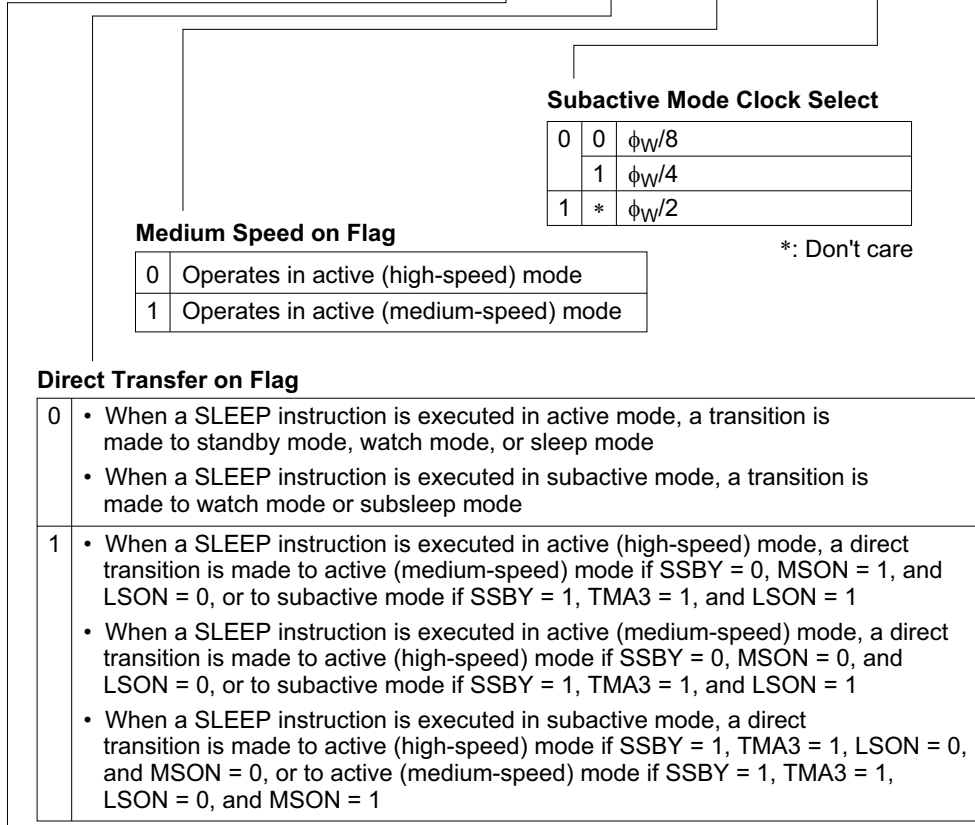 Subactive Mode Clock Select
0 0 ϕW/8
1 ϕW/4
1 * ϕW/2
*: Don't care
Medium Speed on Flag
0 Operates in active (high-speed) mode
1 Operates in active (medium-speed) mode
Direct Transfer on Flag
0 • When a SLEEP instruction is executed in active mode, a transition is
made to standby mode, watch mode, or sleep mode
• When a SLEEP instruction is executed in subactive mode, a transition is
made to watch mode or subsleep mode
1 • When a SLEEP instruction is executed in active (high-speed) mode, a direct
transition is made to active (medium-speed) mode if SSBY = 0, MSON = 1, and
LSON = 0, or to subactive mode if SSBY = 1, TMA3 = 1, and LSON = 1
• When a SLEEP instruction is executed in active (medium-speed) mode, a direct
transition is made to active (high-speed) mode if SSBY = 0, MSON = 0, and
LSON = 0, or to subactive mode if SSBY = 1, TMA3 = 1, and LSON = 1
• When a SLEEP instruction is executed in subactive mode, a direct
transition is made to active (high-speed) mode if SSBY = 1, TMA3 = 1, LSON = 0,
and MSON = 0, or to active (medium-speed) mode if SSBY = 1, TMA3 = 1,
LSON = 0, and MSON = 1